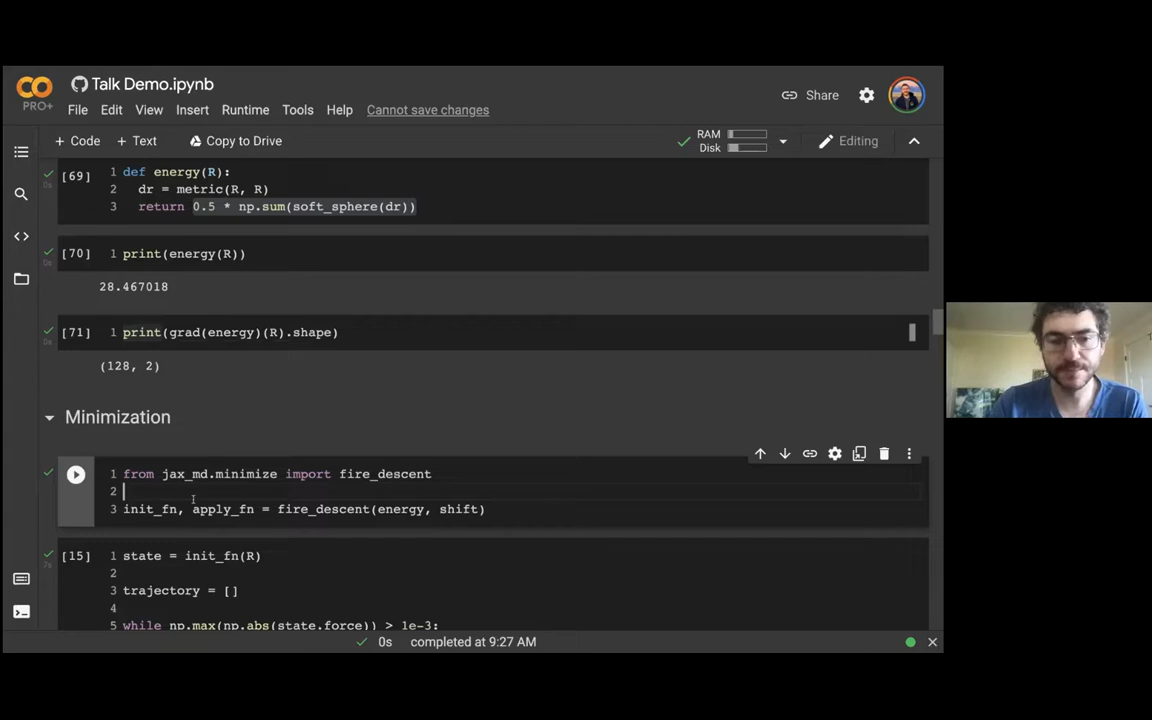 Talk Demo.ipynb
PRO+
File Edit View Insert Runtime Tools Help Cannot save changes
Share
+ Code + Text Copy to Drive
RAM
Disk
Editing
[69]
1 def energy(R):
2 dr = metric(R, R)
3 return 0.5 * np.sum(soft_sphere(dr))
0s
[70] 1 print(energy(R))
0s
28.467018
[71] 1 print(grad(energy)(R).shape)
0s
(128, 2)
Minimization
1 from jax_md.minimize import fire_descent
2
3 init_fn, apply_fn = fire_descent(energy, shift)
[15] 1 state = init_fn(R)
7s
2
3 trajectory = []
4
5 while np.max(np.abs(state.force)) > 1e-3:
0s completed at 9:27 AM